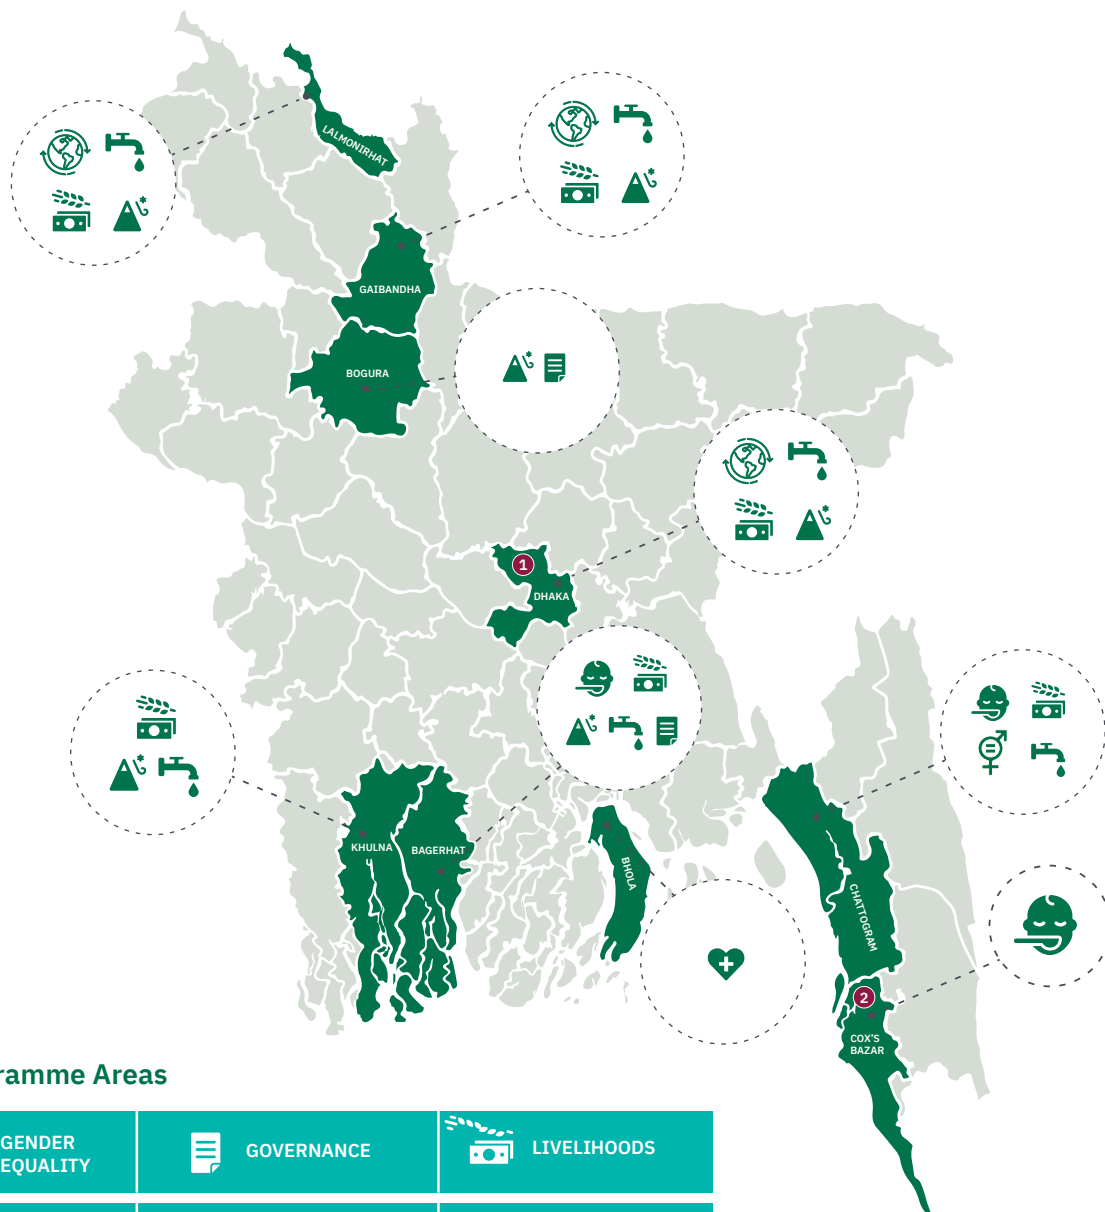 LALMONIRHAT
GAIBANDHA
BOGURA
1
DHAKA
KHULNA
BAGERHAT
BHOLA
CHATTOGRAM
2
COX'S
BAZAR
ramme Areas
GENDER
EQUALITY
GOVERNANCE
LIVELIHOODS